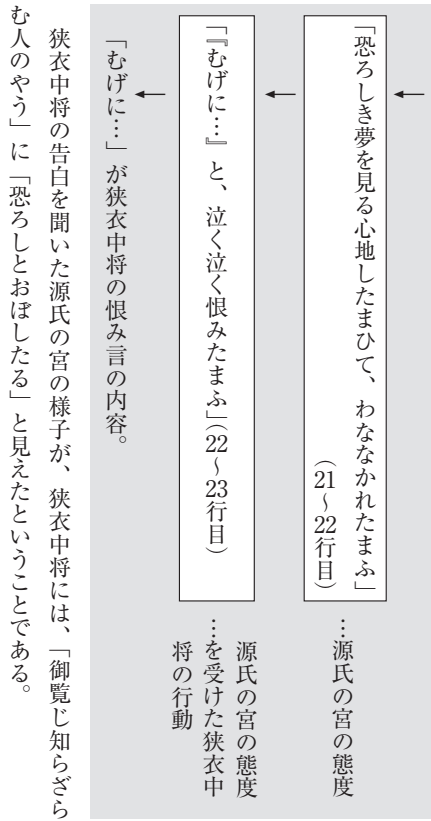 「恐ろしき夢を見る心地したまひて、わななかれたまふ」
(21〜22行目)
…源氏の宮の態度
「『むげに…』と、泣く泣く恨みたまふ」(22〜23行目)
源氏の宮の態度
…を受けた狭衣中
将の行動
「むげに…」が狭衣中将の恨み言の内容。
狭衣中将の告白を聞いた源氏の宮の様子が、狭衣中将には、「御覧じ知らざら
む人のやう」に「恐ろしとおぼしたる」と見えたということである。